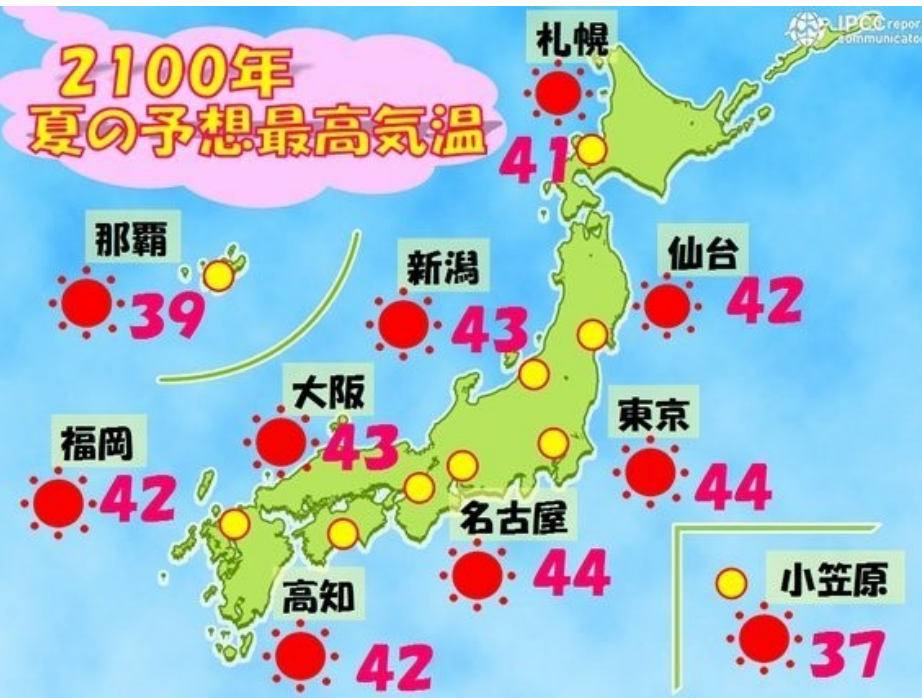 2100年
夏の予想最高気温
IPCC report
communicator
札幌
41
那覇
39
新潟
43
仙台
42
大阪
43
福岡
42
東京
44
名古屋
44
高知
42
小笠原
37